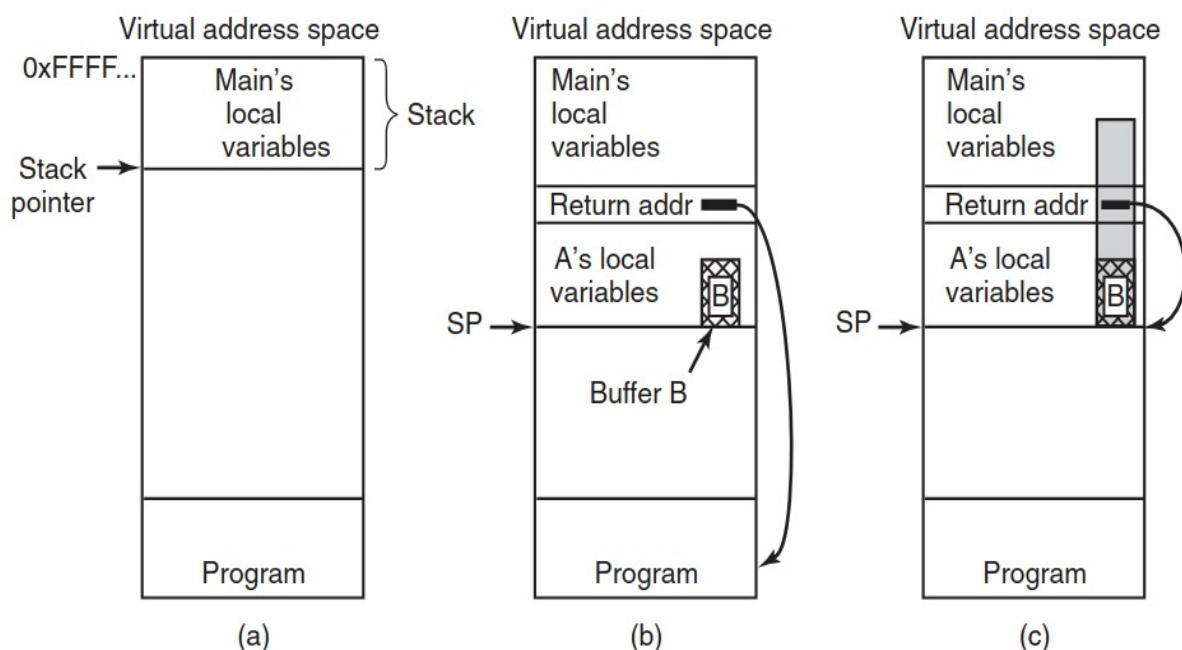 Virtual address space
0xFFFF...
Main's
local
variables
Stack
Stack
pointer
Program
(a)
Virtual address space
Main's
local
variables
Return addr
A's local
variables
B
SP
Buffer B
Program
(b)
Virtual address space
Main's
local
variables
Return addr
A's local
variables
B
SP
Program
(c)